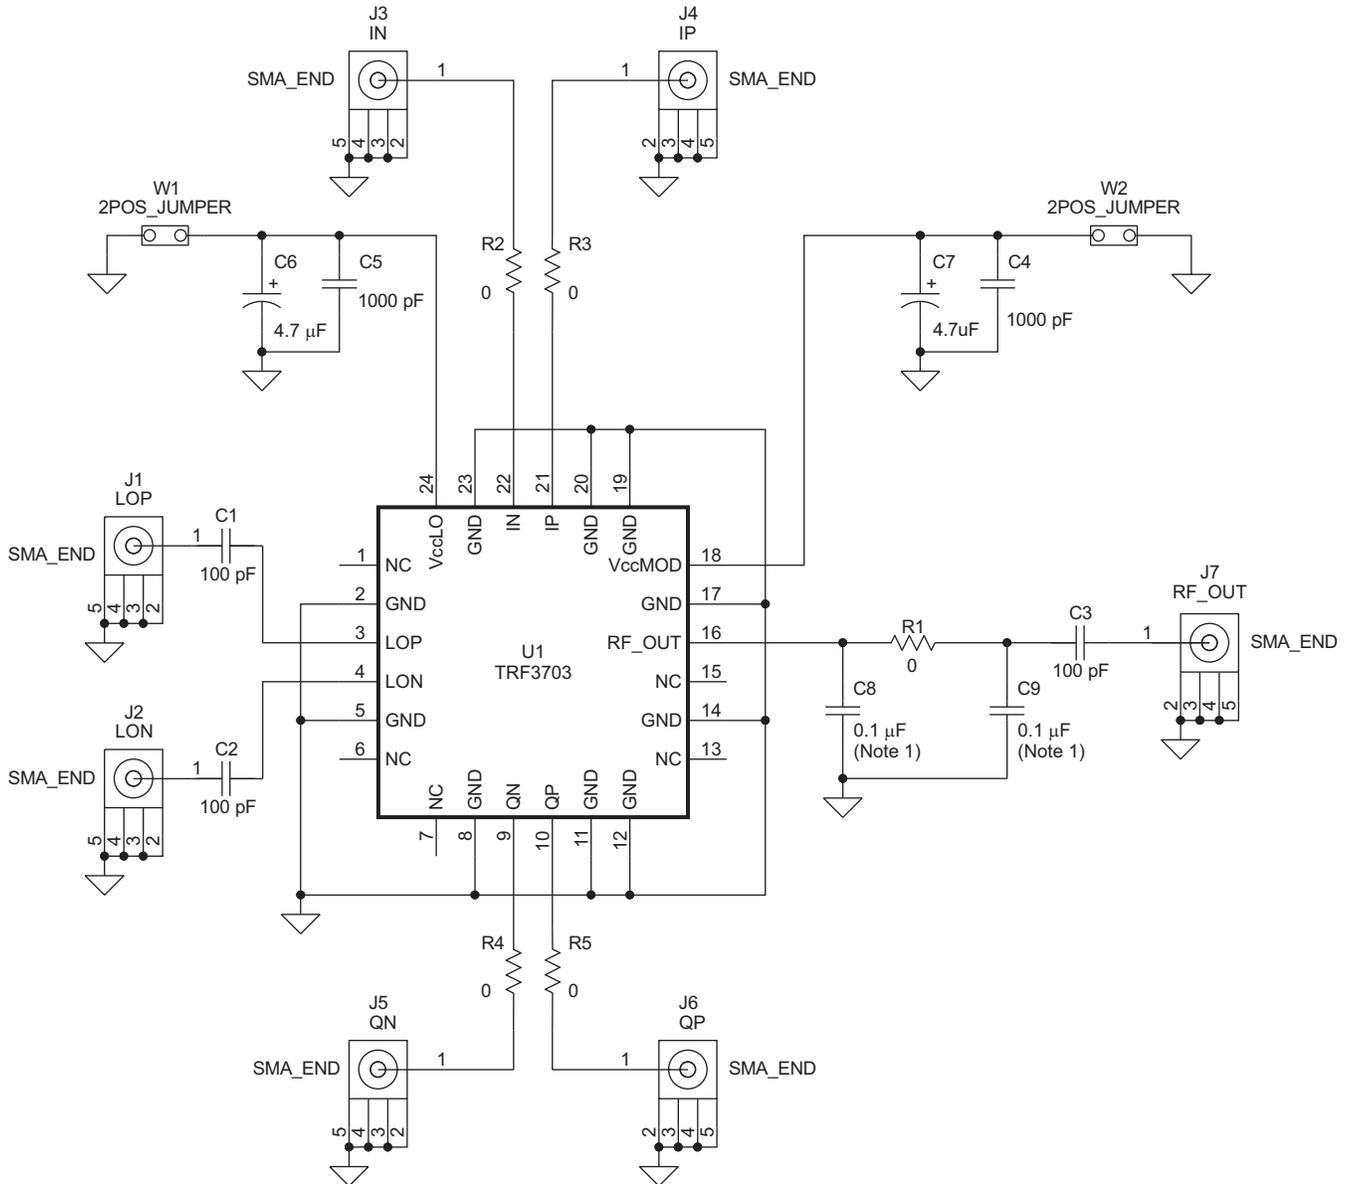 J3
IN
SMA_END
1
5
4
3
2
J4
IP
1
SMA_END
2
3
4
5
W1
2POS_JUMPER
C6
+
4.7 μF
C5
1000 pF
R2
0
R3
0
W2
2POS_JUMPER
C7
+
4.7uF
C4
1000 pF
J1
LOP
SMA_END
1
C1
100 pF
5
4
3
2
J2
LON
SMA_END
1
C2
100 pF
5
4
3
2
24
23
22
21
20
19
VccLO
GND
IN
IP
GND
GND
1
NC
2
GND
3
LOP
4
LON
5
GND
6
NC
U1
TRF3703
VccMOD
18
GND
17
RF_OUT
16
NC
15
GND
14
NC
13
NC
GND
QN
QP
GND
GND
7
8
9
10
11
12
R1
0
C8
0.1 μF
(Note 1)
C9
0.1 μF
(Note 1)
C3
100 pF
1
J7
RF_OUT
SMA_END
2
3
4
5
R4
0
R5
0
J5
QN
SMA_END
1
5
4
3
2
J6
QP
1
SMA_END
2
3
4
5